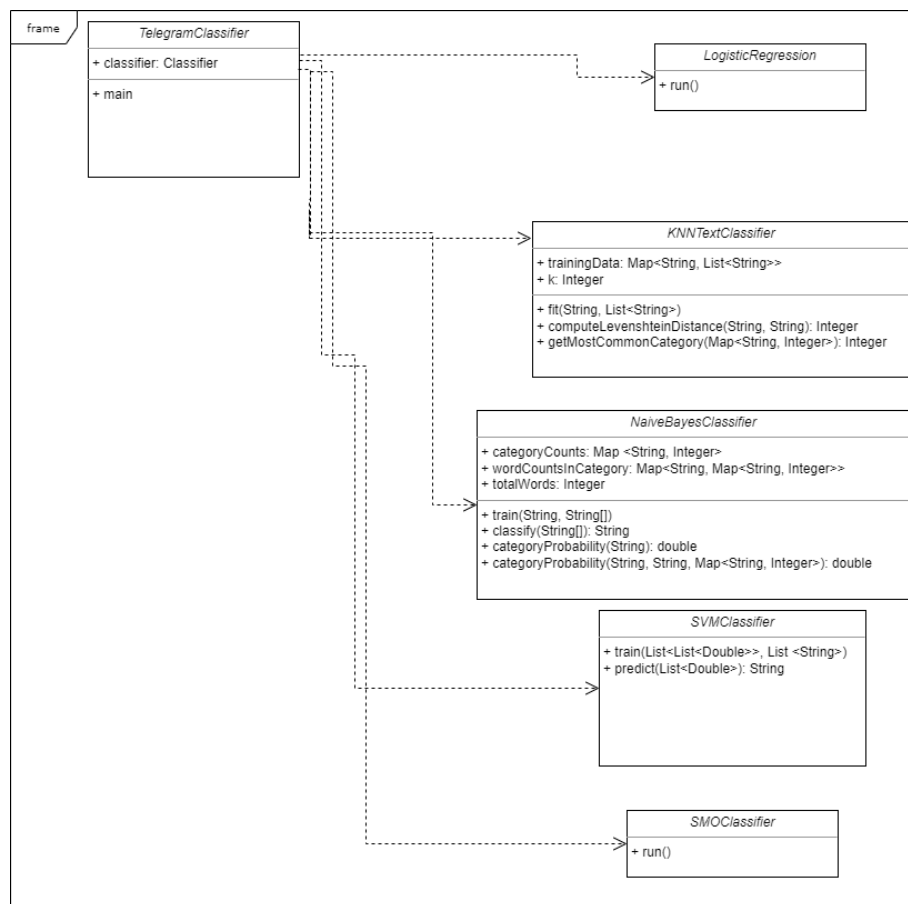 frame
TelegramClassifier
+ classifier: Classifier
+ main
LogisticRegression
+ run()
KNNTextClassifier
+ trainingData: Map<String, List<String>>
+ k: Integer
+ fit(String, List<String>)
+ computeLevenshteinDistance(String, String): Integer
+ getMostCommonCategory(Map<String, Integer>): Integer
NaiveBayesClassifier
+ categoryCounts: Map <String, Integer>
+ wordCountsInCategory: Map<String, Map<String, Integer>>
+ totalWords: Integer
+ train(String, String[])
+ classify(String[]): String
+ categoryProbability(String): double
+ categoryProbability(String, String, Map<String, Integer>): double
SVMClassifier
+ train(List<List<Double>>, List <String>)
+ predict(List<Double>): String
SMOClassifier
+ run()